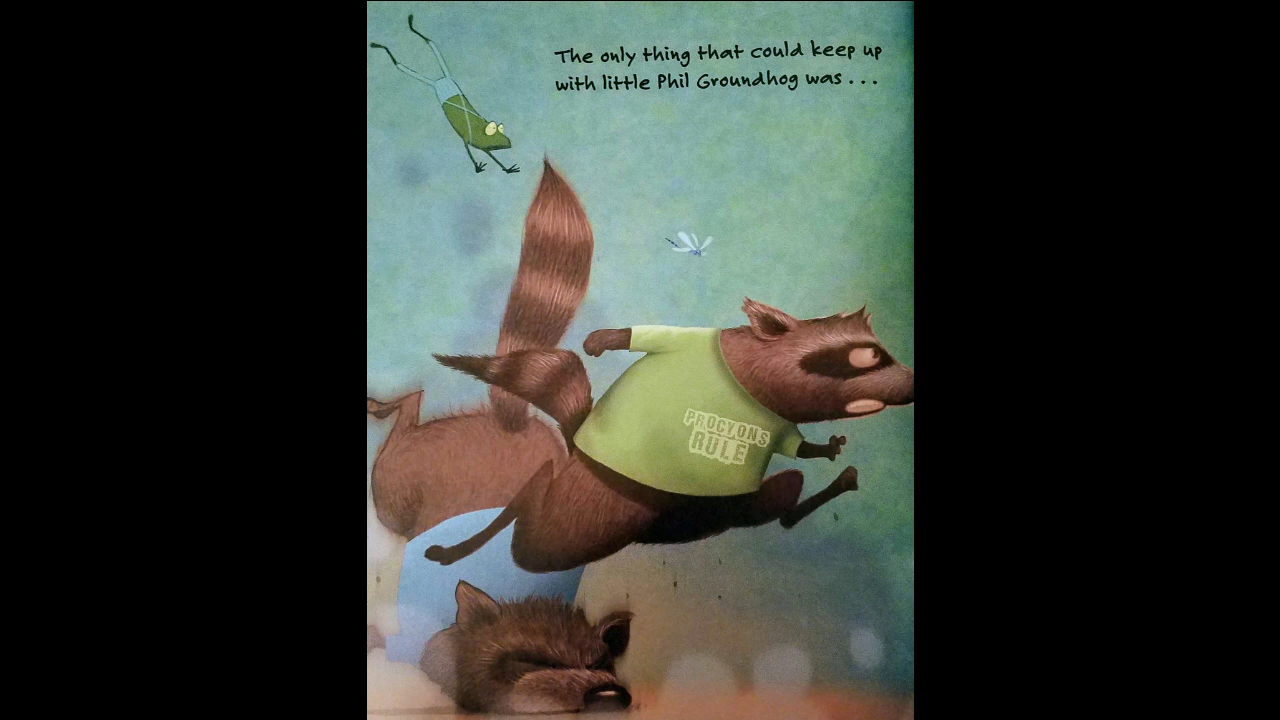 The only thing that could keep up
with little Phil Groundhog was . . .
PROCYONS
RULE